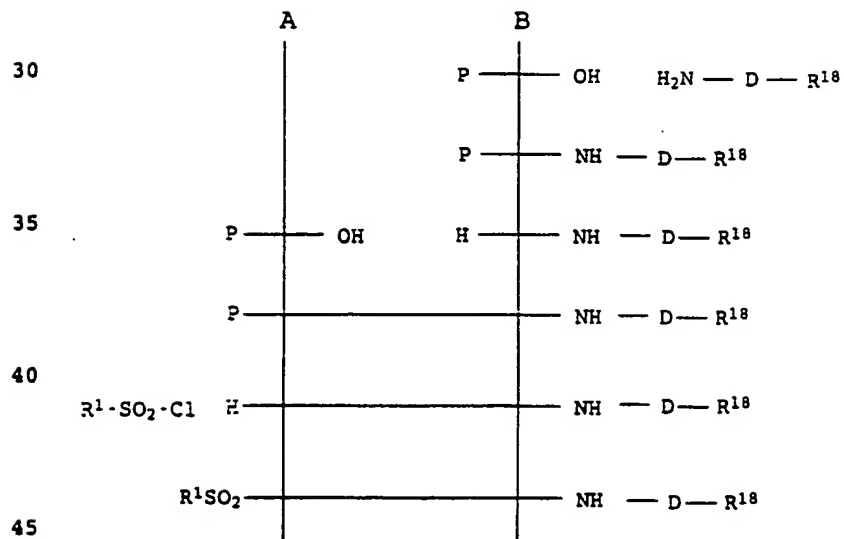 A B
30 P OH H₂N — D — R¹⁸
P NH — D — R¹⁸
35 P OH H NH — D — R¹⁸
P NH — D — R¹⁸
40 R¹-SO₂-Cl H NH — D — R¹⁸
R¹SO₂ NH — D — R¹⁸
45